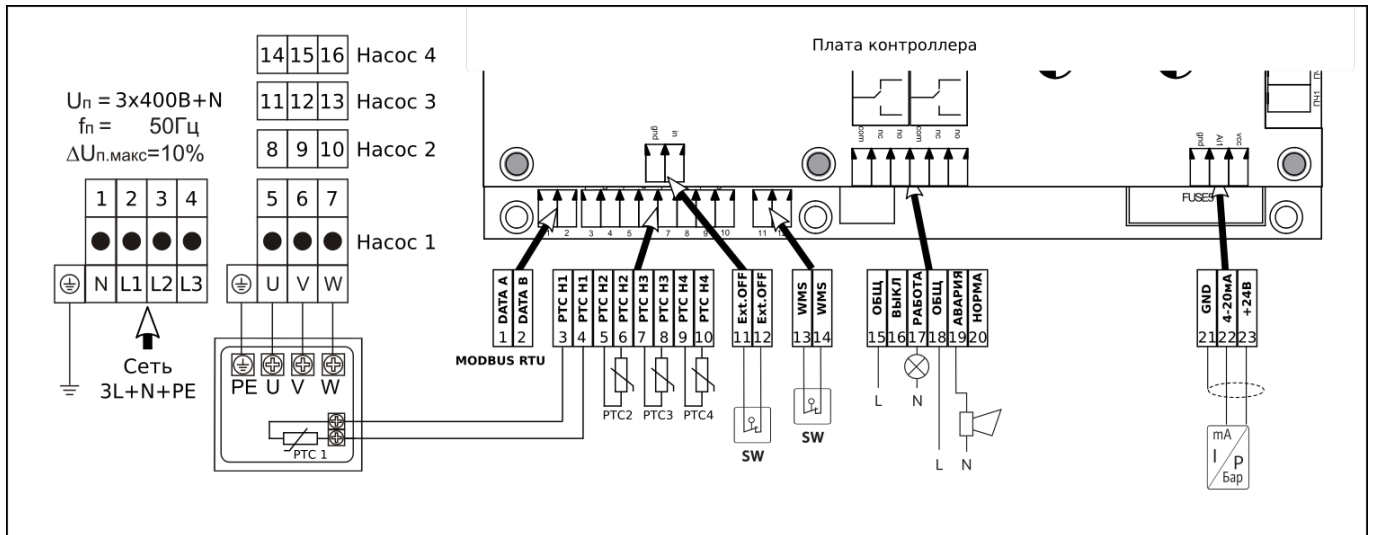 Плата контроллера
14 15 16 Насос 4
11 12 13 Насос 3
8 9 10 Насос 2
Uп = 3х400В+N
fп = 50Гц
ΔUп.макс=10%
1 2 3 4
5 6 7
Насос 1
N L1 L2 L3
U V W
Сеть
3L+N+PE
PE U V W
PTC 1
gnd in
com nc no com nc no
gnd AI1 vcc
ПЧ1
FUSE5
1 2 3 4 5 7 8 9 10 11
DATA A
DATA B
1 2
MODBUS RTU
PTC H1
PTC H1
PTC H2
PTC H2
PTC H3
PTC H3
PTC H4
PTC H4
3 4 5 6 7 8 9 10
PTC2 PTC3 PTC4
Ext.OFF
Ext.OFF
11 12
SW
WMS
WMS
13 14
SW
ОБЩ
ВЫКЛ
РАБОТА
ОБЩ
АВАРИЯ
НОРМА
15 16 17 18 19 20
L N
L N
GND
4-20мА
+24В
21 22 23
mA
I P
Бар